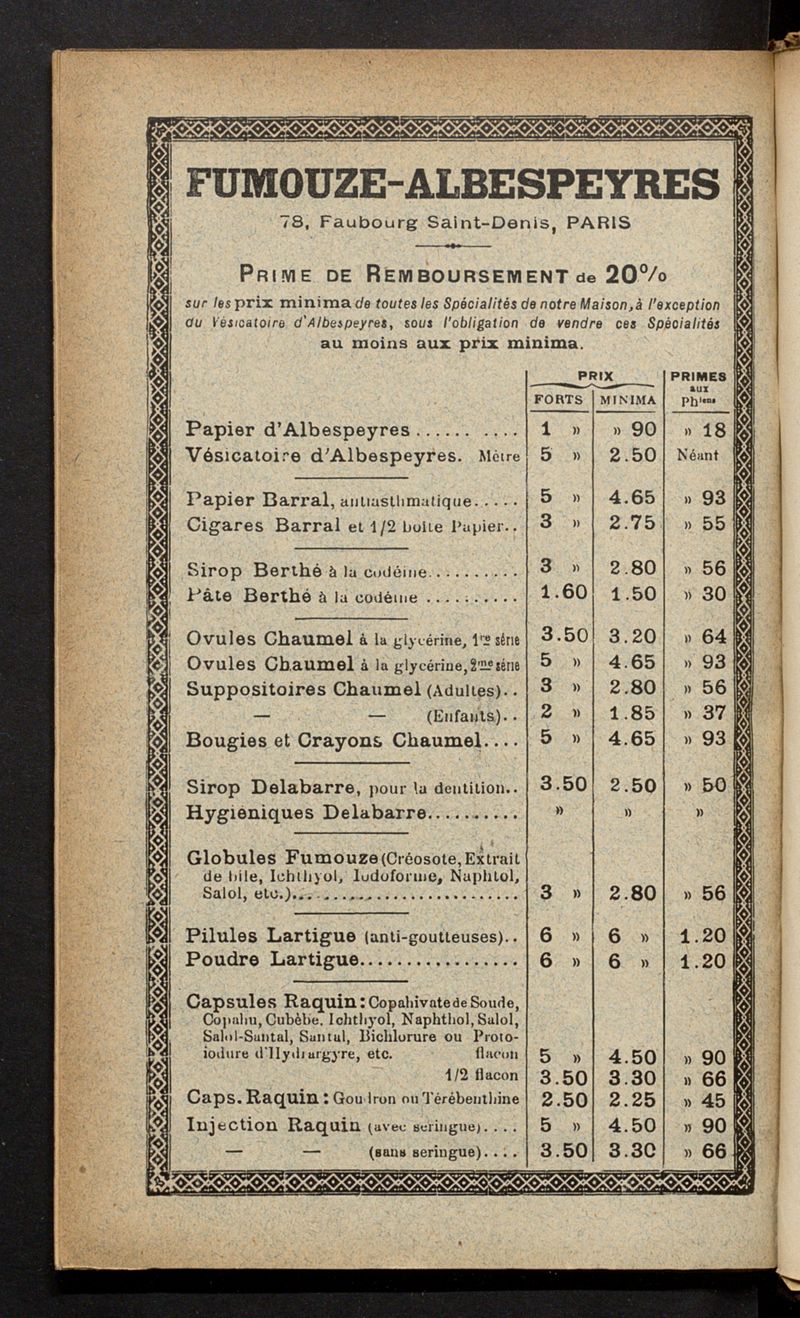 FUMOUZE-ALBESPEYRES
78, Faubourg Saint-Denis, PARIS
PRIME DE REMBOURSEMENT de 20%
sur les prix minima de toutes les Spécialités de notre Maison, à l'exception
du Vésicatoire d'Albespeyres, sous l'obligation de vendre ces Spécialités
au moins aux prix minima.
PRIX PRIMES
FORTS MINIMA aux Phiens
Papier d'Albespeyres .......... 1 » » 90 » 18
Vésicatoire d'Albespeyres. Mètre 5 » 2.50 Néant
Papier Barral, antiasthmatique..... 5 » 4.65 » 93
Cigares Barral et 1/2 boîte Papier.. 3 » 2.75 » 55
Sirop Berthé à la codéine.......... 3 » 2.80 » 56
Pâte Berthé à la codéine .......... 1.60 1.50 » 30
Ovules Chaumel à la glycérine, 1re série 3.50 3.20 » 64
Ovules Chaumel à la glycérine, 2me série 5 » 4.65 » 93
Suppositoires Chaumel (Adultes).. 3 » 2.80 » 56
— — (Enfants).. 2 » 1.85 » 37
Bougies et Crayons Chaumel.... 5 » 4.65 » 93
Sirop Delabarre, pour la dentition.. 3.50 2.50 » 50
Hygiéniques Delabarre.......... » » »
Globules Fumouze (Créosote, Extrait
de bile, Ichthyol, Iodoforme, Naphtol,
Salol, etc.)........................ 3 » 2.80 » 56
Pilules Lartigue (anti-goutteuses).. 6 » 6 » 1.20
Poudre Lartigue................. 6 » 6 » 1.20
Capsules Raquin: Copahivate de Soude,
Copahu, Cubèbe. Ichthyol, Naphthol, Salol,
Salol-Santal, Santal, Bichlorure ou Proto-
iodure d'Hydrargyre, etc. flacon 5 » 4.50 » 90
1/2 flacon 3.50 3.30 » 66
Caps. Raquin: Goudron ou Térébenthine 2.50 2.25 » 45
Injection Raquin (avec seringue).... 5 » 4.50 » 90
— — (sans seringue).... 3.50 3.30 » 66